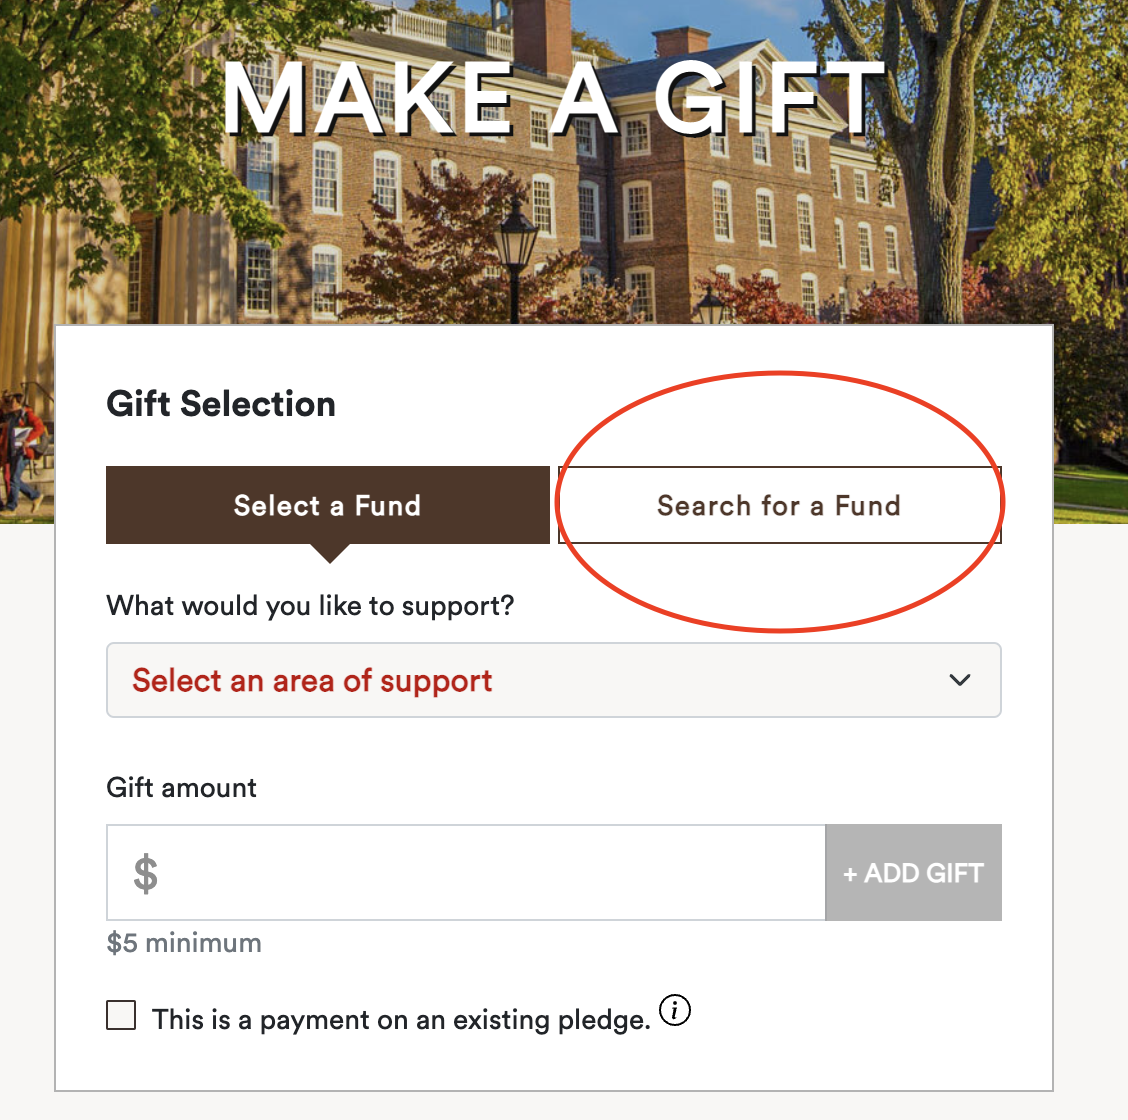 MAKE A GIFT
Gift Selection
Select a Fund
Search for a Fund
What would you like to support?
Select an area of support
Gift amount
$
+ ADD GIFT
$5 minimum
This is a payment on an existing pledge. i